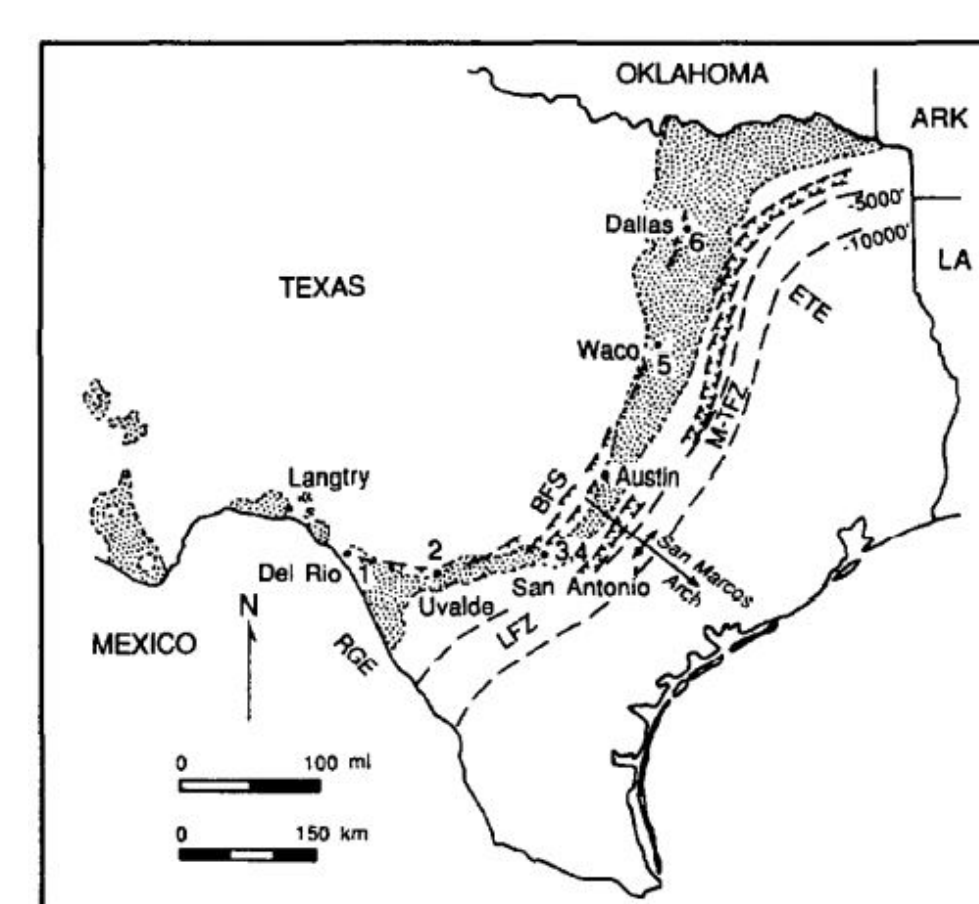 OKLAHOMA
ARK
-5000'
Dallas
6
-10000'
LA
TEXAS
ETE
Waco
5
M-TFZ
Langtry
BFS
Austin
2
3,4
San Marcos
Arch
Del Rio
1
San Antonio
Uvalde
N
LFZ
MEXICO
RGE
0 100 mi
0 150 km